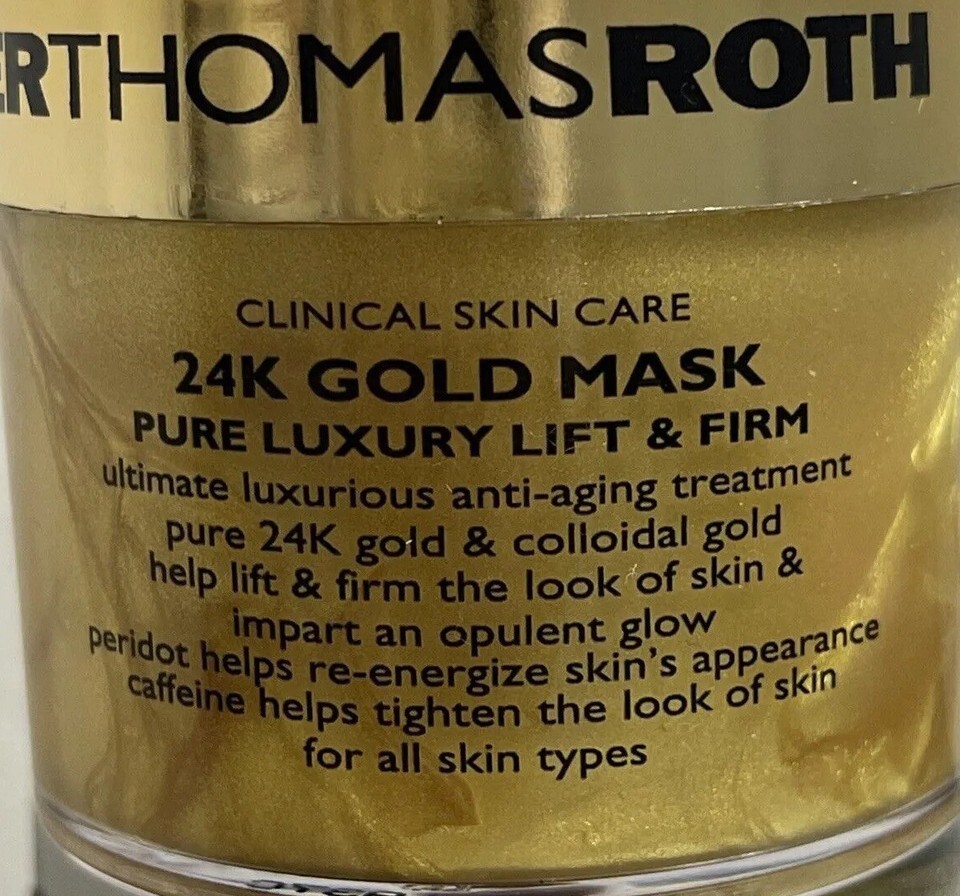 ERTHOMASROTH
CLINICAL SKIN CARE
24K GOLD MASK
PURE LUXURY LIFT & FIRM
ultimate luxurious anti-aging treatment
pure 24K gold & colloidal gold
help lift & firm the look of skin &
impart an opulent glow
peridot helps re-energize skin's appearance
caffeine helps tighten the look of skin
for all skin types